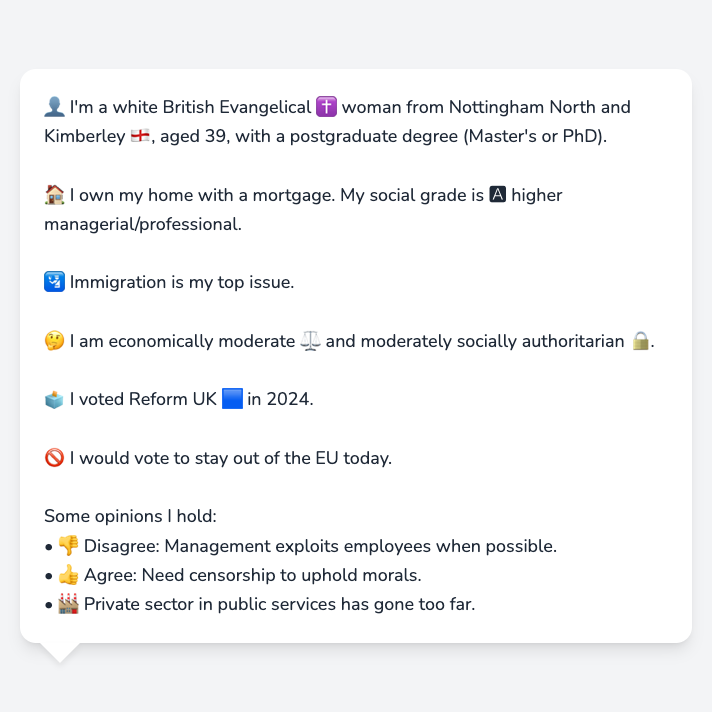 👤 I'm a white British Evangelical ✝️ woman from Nottingham North and
Kimberley 🏴󠁧󠁢󠁥󠁮󠁧󠁿, aged 39, with a postgraduate degree (Master's or PhD).
🏠 I own my home with a mortgage. My social grade is 🅰 higher
managerial/professional.
🛂 Immigration is my top issue.
🤔 I am economically moderate ⚖️ and moderately socially authoritarian 🔒.
🗳️ I voted Reform UK 🟦 in 2024.
🚫 I would vote to stay out of the EU today.
Some opinions I hold:
• 👎 Disagree: Management exploits employees when possible.
• 👍 Agree: Need censorship to uphold morals.
• 🏭 Private sector in public services has gone too far.